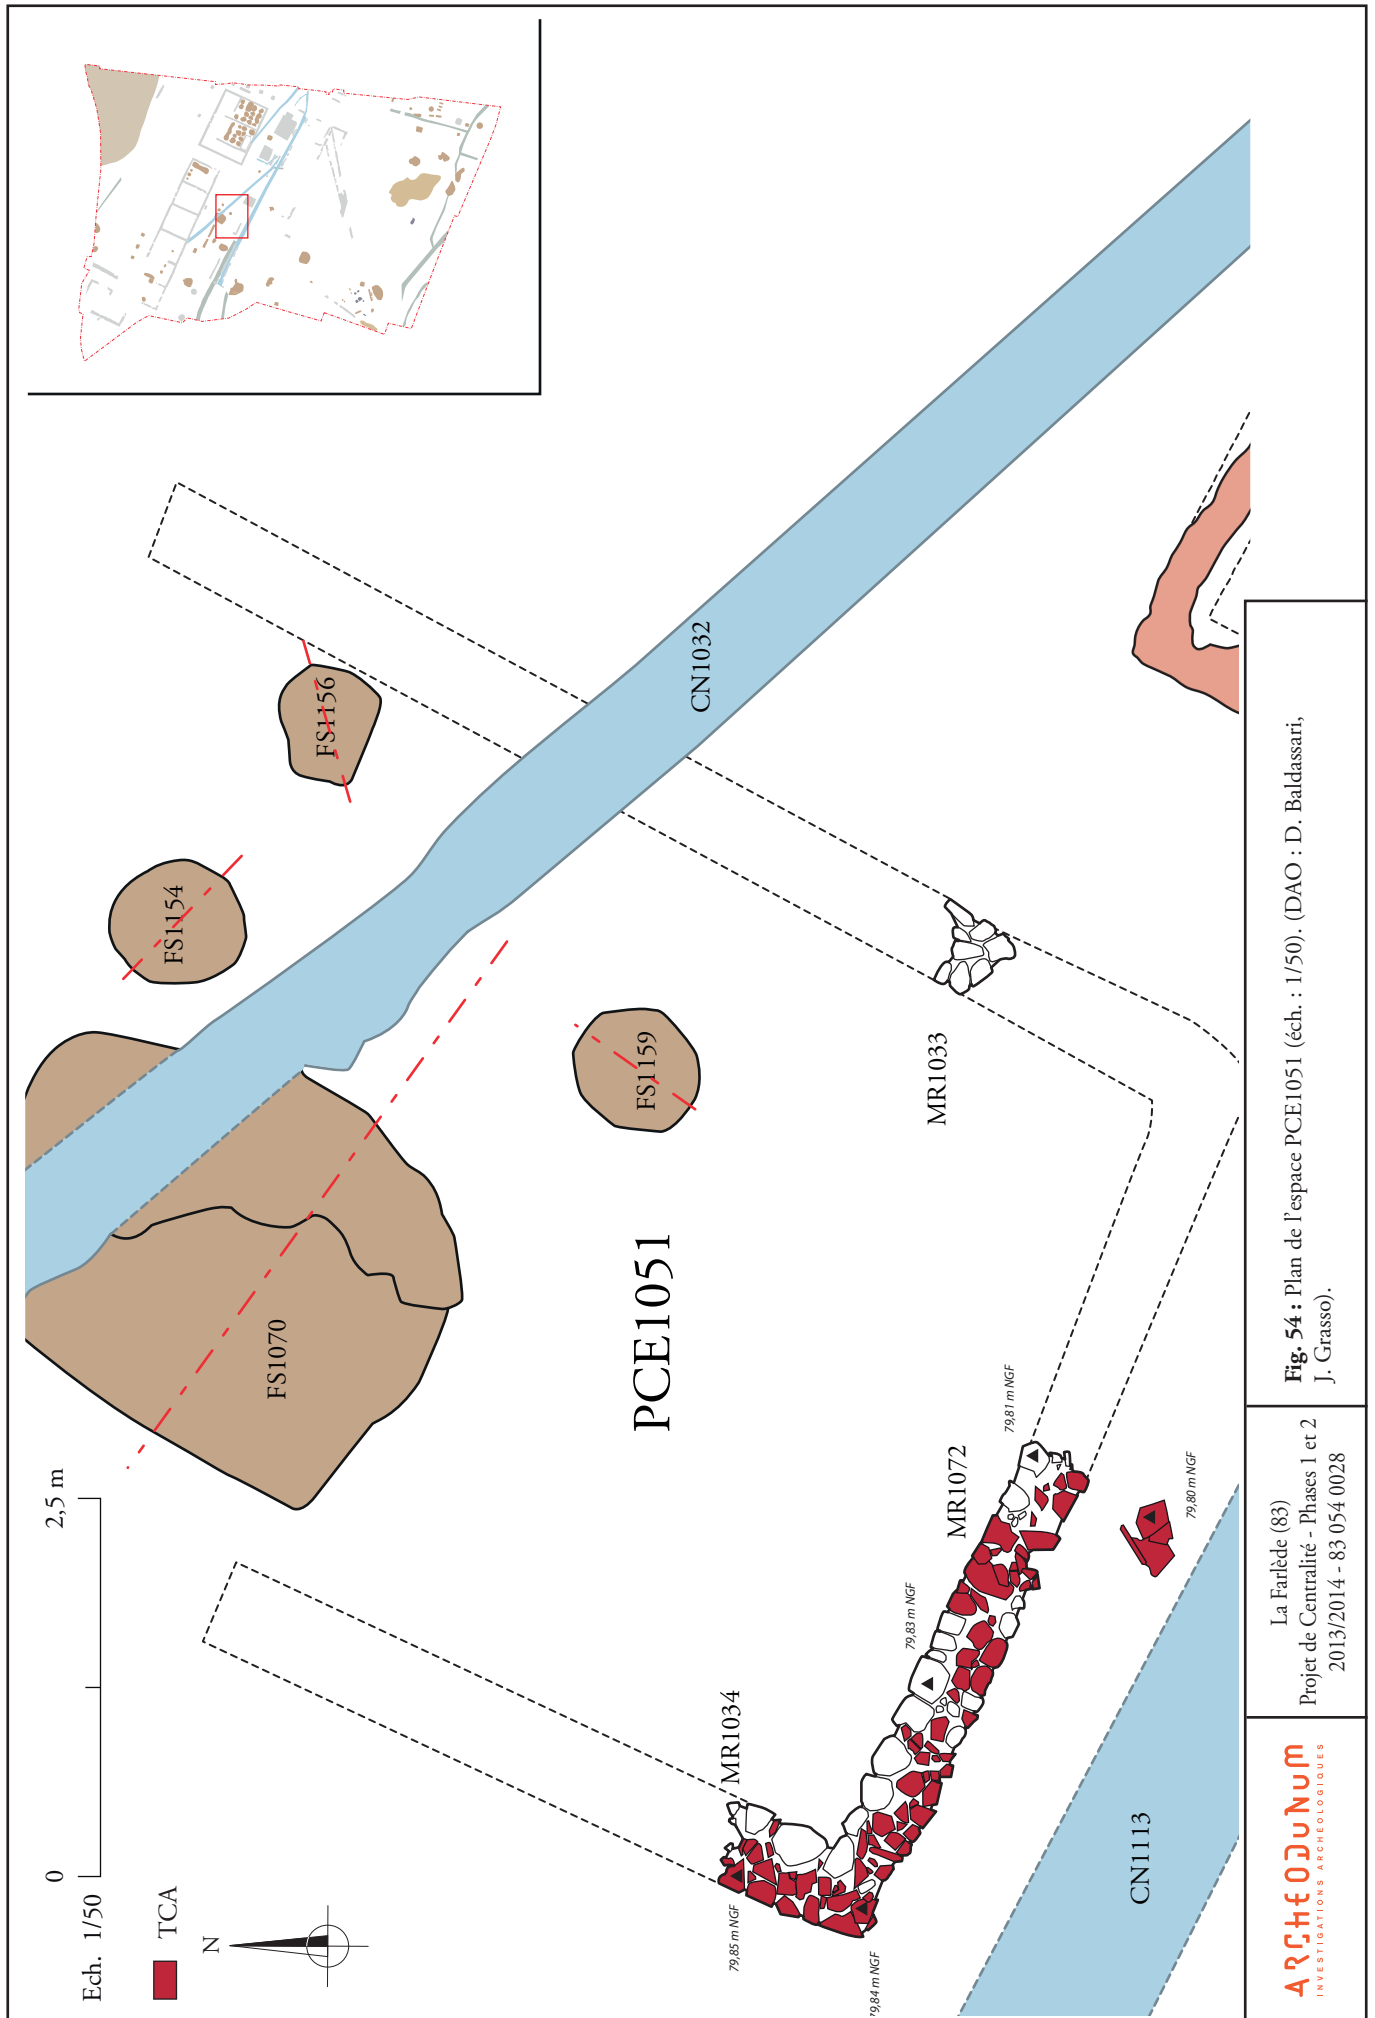 Ech. 1/50
0
2,5 m
TCA
N
FS1070
FS1154
FS1156
FS1159
CN1032
PCE1051
MR1033
MR1034
MR1072
79,81 m NGF
79,83 m NGF
79,80 m NGF
79,85 m NGF
79,84 m NGF
CN1113
ARCHEODUNUM
INVESTIGATIONS ARCHÉOLOGIQUES
La Farlède (83)
Projet de Centralité - Phases 1 et 2
2013/2014 - 83 054 0028
Fig. 54 : Plan de l'espace PCE1051 (éch. : 1/50). (DAO : D. Baldassari,
J. Grasso).